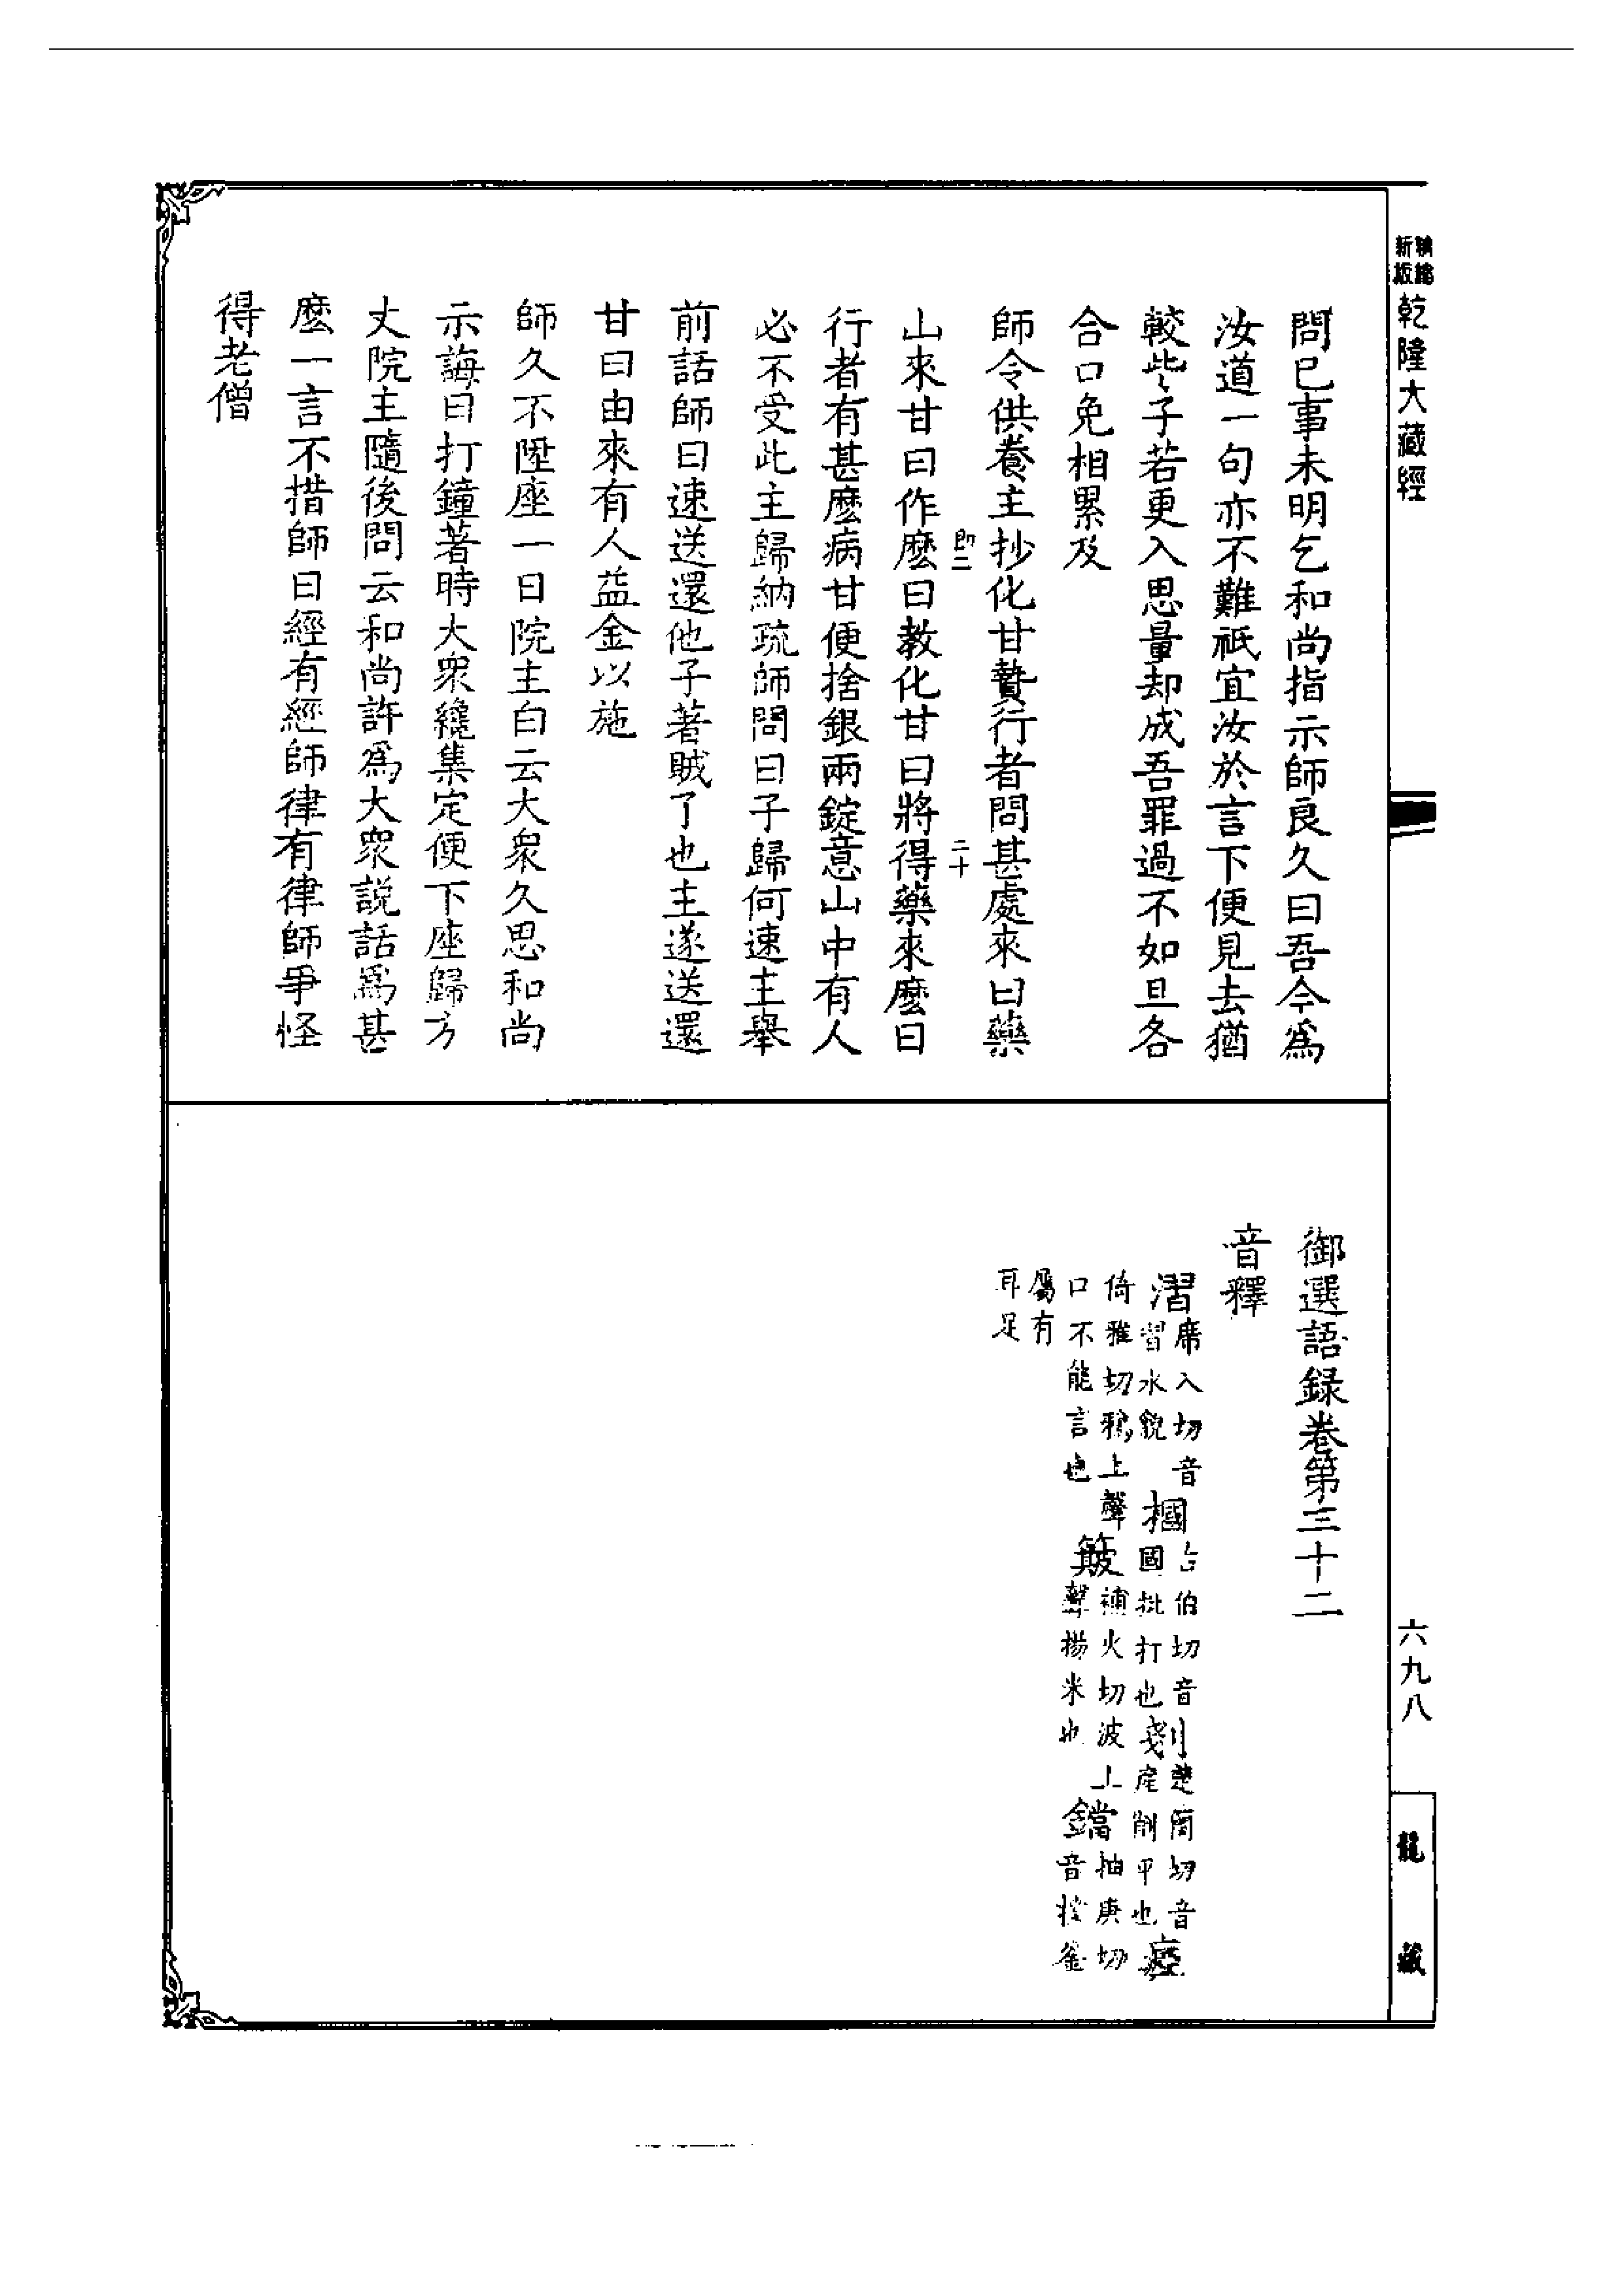 精縮
新版
乾隆大藏經
問已事未明乞和尚指示師良久曰吾今爲
汝道一句亦不難祇宜汝於言下便見去猶
較些子若更入思量却成吾罪過不如且各
合口免相累及
師令供養主抄化甘贄行者問甚處來曰藥
二十
山來甘曰作麽曰教化甘曰將得藥來麽曰
行者有甚麽病甘便捨銀兩錠意山中有人
必不受此主歸納疏師問曰子歸何速主舉
前話師曰速送還他子著賊了也主遂送還
甘曰由來有人益金以施
師久不陞座一日院主白云大衆久思和尚
示誨曰打鐘著時大衆纔集定便下座歸方
丈院主隨後問云和尚許爲大衆説話爲甚
麽一言不措師曰經有經師律有律師爭怪
得老僧
御選語録卷第三十二
音釋
漝席入切音習水貌 摑古伯切音國批打也 剗楚簡切音産削平也 瘂
倚雅切鴉上聲口不能言也 簸補火切波上聲揚米也 鐺抽庚切音撑釜
屬有耳足
六九八
龍藏